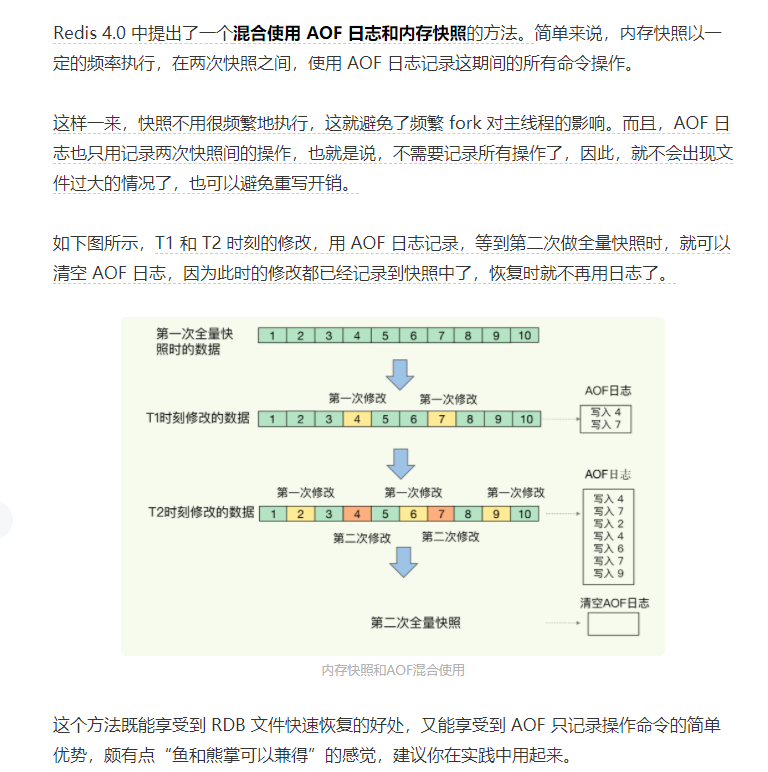 Redis 4.0 中提出了一个混合使用 AOF 日志和内存快照的方法。简单来说，内存快照以一
定的频率执行，在两次快照之间，使用 AOF 日志记录这期间的所有命令操作。
这样一来，快照不用很频繁地执行，这就避免了频繁 fork 对主线程的影响。而且，AOF 日
志也只用记录两次快照间的操作，也就是说，不需要记录所有操作了，因此，就不会出现文
件过大的情况了，也可以避免重写开销。
如下图所示，T1 和 T2 时刻的修改，用 AOF 日志记录，等到第二次做全量快照时，就可以
清空 AOF 日志，因为此时的修改都已经记录到快照中了，恢复时就不再用日志了。
第一次全量快
照时的数据
1 2 3 4 5 6 7 8 9 10
第一次修改 第一次修改
AOF日志
T1时刻修改的数据
1 2 3 4 5 6 7 8 9 10
写入 4
写入 7
第一次修改 第一次修改 第一次修改
AOF日志
T2时刻修改的数据
1 2 3 4 5 6 7 8 9 10
第二次修改 第二次修改
写入 4
写入 7
写入 2
写入 4
写入 6
写入 7
写入 9
第二次全量快照
清空AOF日志
内存快照和AOF混合使用
这个方法既能享受到 RDB 文件快速恢复的好处，又能享受到 AOF 只记录操作命令的简单
优势，颇有点“鱼和熊掌可以兼得”的感觉，建议你在实践中用起来。